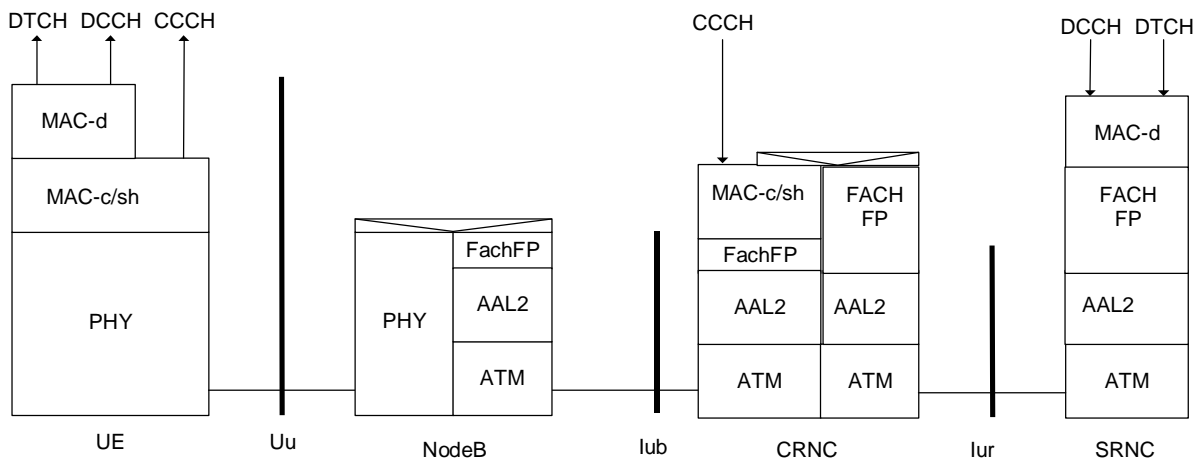 DTCH DCCH CCCH
CCCH
DCCH DTCH
MAC-d
MAC-d
MAC-c/sh
MAC-c/sh
FACH
FP
FACH
FP
FachFP
FachFP
PHY
PHY
AAL2
AAL2
AAL2
AAL2
ATM
ATM
ATM
ATM
UE
Uu
NodeB
Iub
CRNC
Iur
SRNC